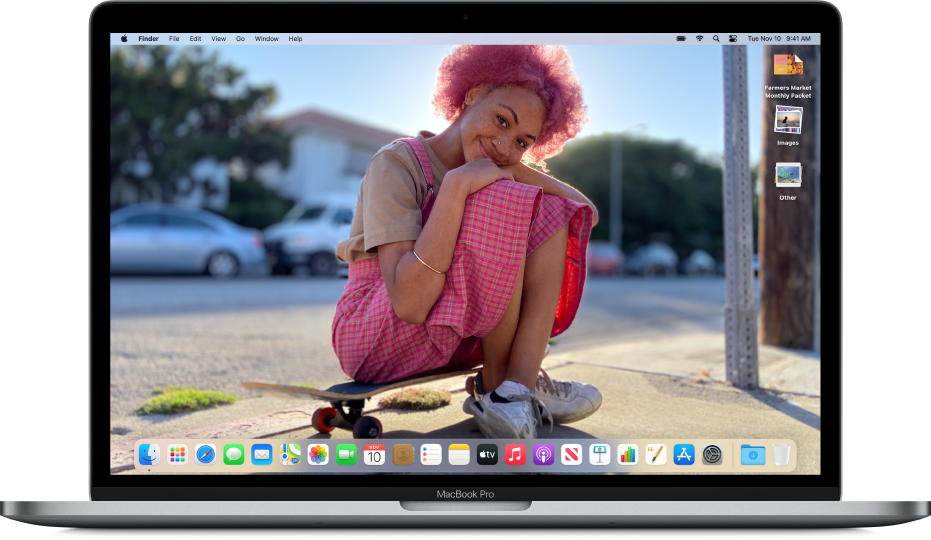 Finder File Edit View Go Window Help Tue Nov 10 9:41 AM
Farmers Market
Monthly Packet
Images
Other
NOV
10
tv
MacBook Pro